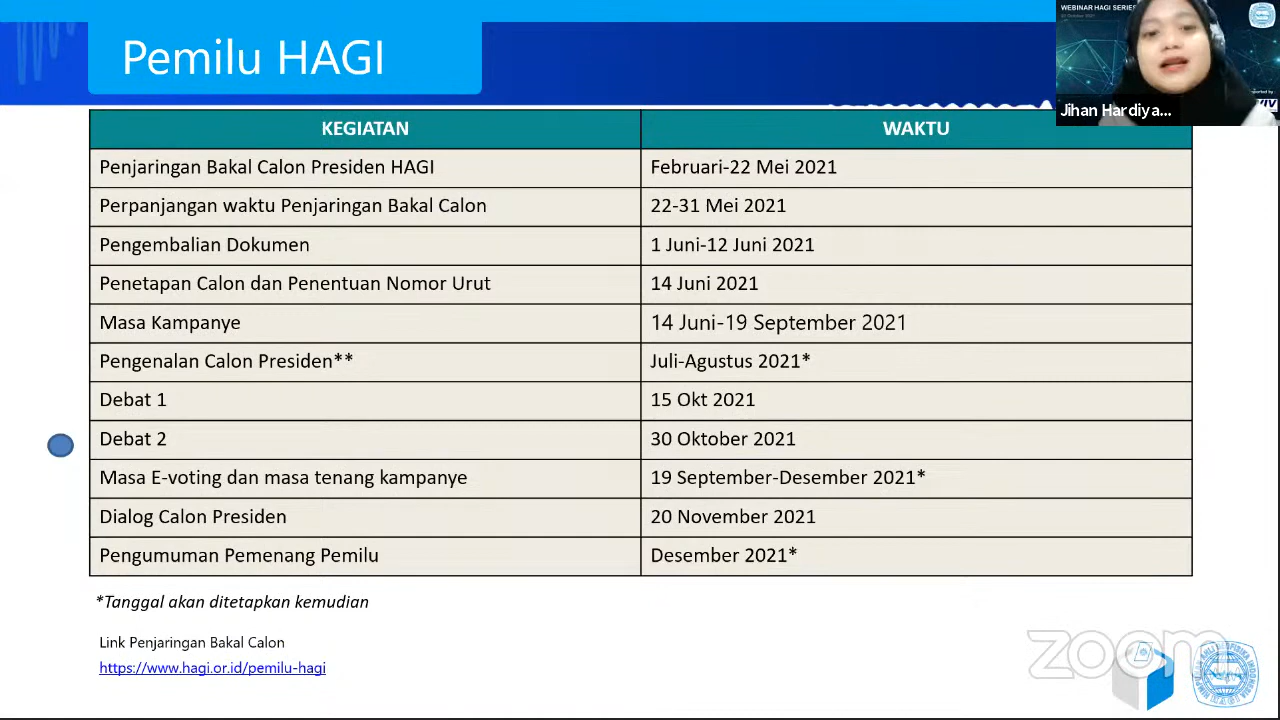 Pemilu HAGI
WEBINAR HAGI SERIES
Jihan Hardiya...
KEGIATAN WAKTU
Penjaringan Bakal Calon Presiden HAGI Februari-22 Mei 2021
Perpanjangan waktu Penjaringan Bakal Calon 22-31 Mei 2021
Pengembalian Dokumen 1 Juni-12 Juni 2021
Penetapan Calon dan Penentuan Nomor Urut 14 Juni 2021
Masa Kampanye 14 Juni-19 September 2021
Pengenalan Calon Presiden** Juli-Agustus 2021*
Debat 1 15 Okt 2021
Debat 2 30 Oktober 2021
Masa E-voting dan masa tenang kampanye 19 September-Desember 2021*
Dialog Calon Presiden 20 November 2021
Pengumuman Pemenang Pemilu Desember 2021*
*Tanggal akan ditetapkan kemudian
Link Penjaringan Bakal Calon
https://www.hagi.or.id/pemilu-hagi
zoom